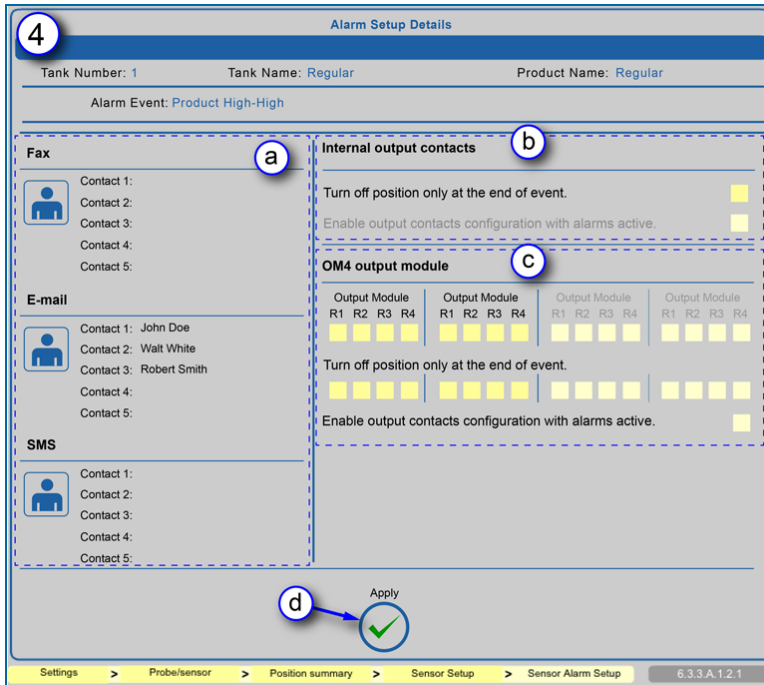 Alarm Setup Details
4
Tank Number: 1 Tank Name: Regular Product Name: Regular
Alarm Event: Product High-High
a
Fax
Contact 1:
Contact 2:
Contact 3:
Contact 4:
Contact 5:
E-mail
Contact 1: John Doe
Contact 2: Walt White
Contact 3: Robert Smith
Contact 4:
Contact 5:
SMS
Contact 1:
Contact 2:
Contact 3:
Contact 4:
Contact 5:
b
Internal output contacts
Turn off position only at the end of event.
Enable output contacts configuration with alarms active.
c
OM4 output module
Output Module Output Module Output Module Output Module
R1 R2 R3 R4 R1 R2 R3 R4 R1 R2 R3 R4 R1 R2 R3 R4
Turn off position only at the end of event.
Enable output contacts configuration with alarms active.
d
Apply
Settings > Probe/sensor > Position summary > Sensor Setup > Sensor Alarm Setup 6.3.3.A.1.2.1